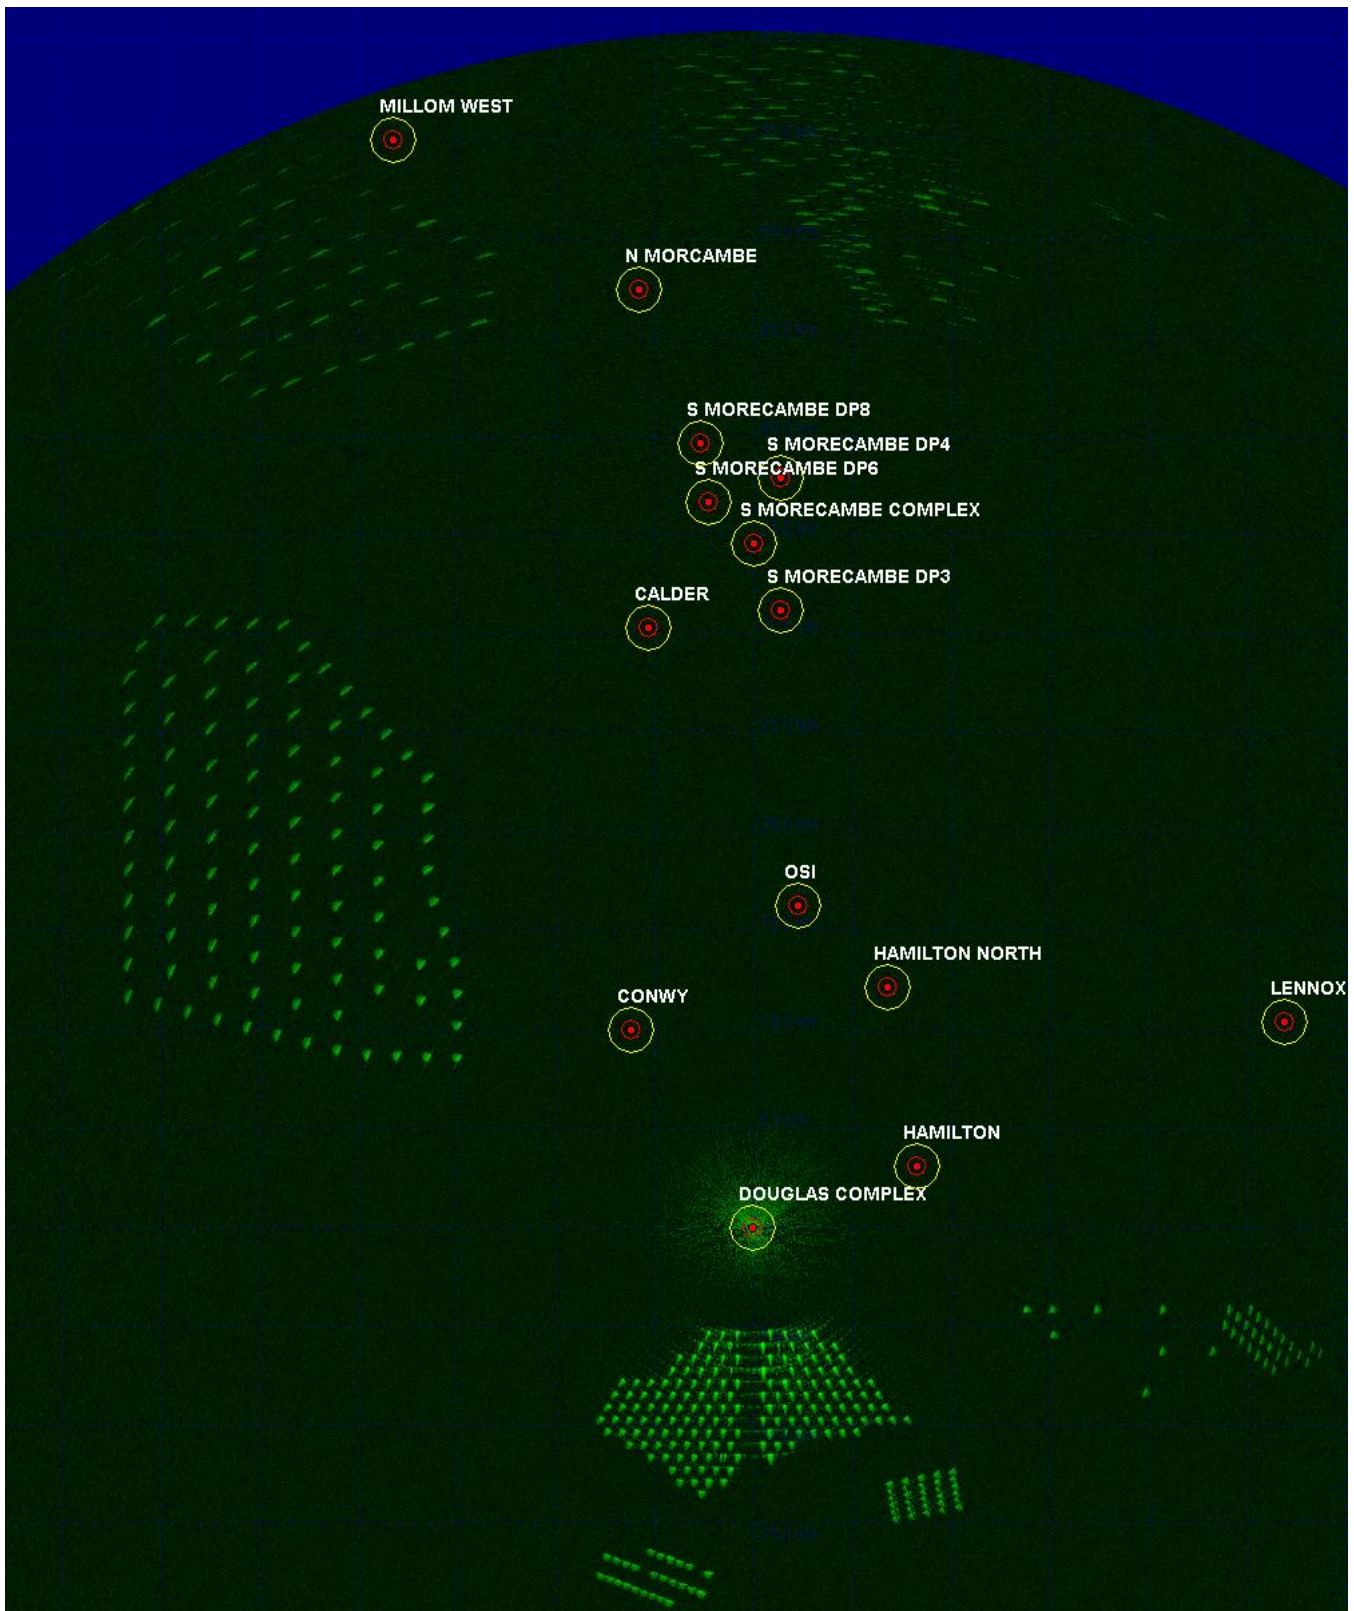 MILLOM WEST
N MORCAMBE
S MORECAMBE DP8
S MORECAMBE DP4
S MORECAMBE DP6
S MORECAMBE COMPLEX
S MORECAMBE DP3
CALDER
OSI
HAMILTON NORTH
LENNOX
CONWY
HAMILTON
DOUGLAS COMPLEX